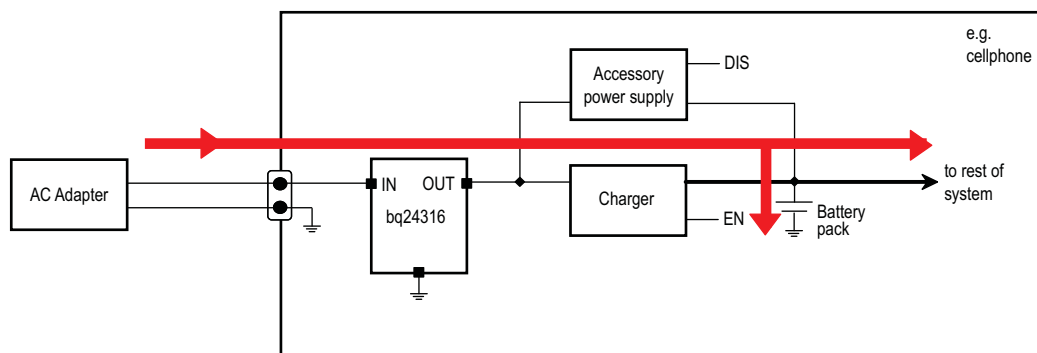 e.g.
cellphone
Accessory
power supply
DIS
AC Adapter
IN
OUT
bq24316
Charger
EN
Battery
pack
to rest of
system